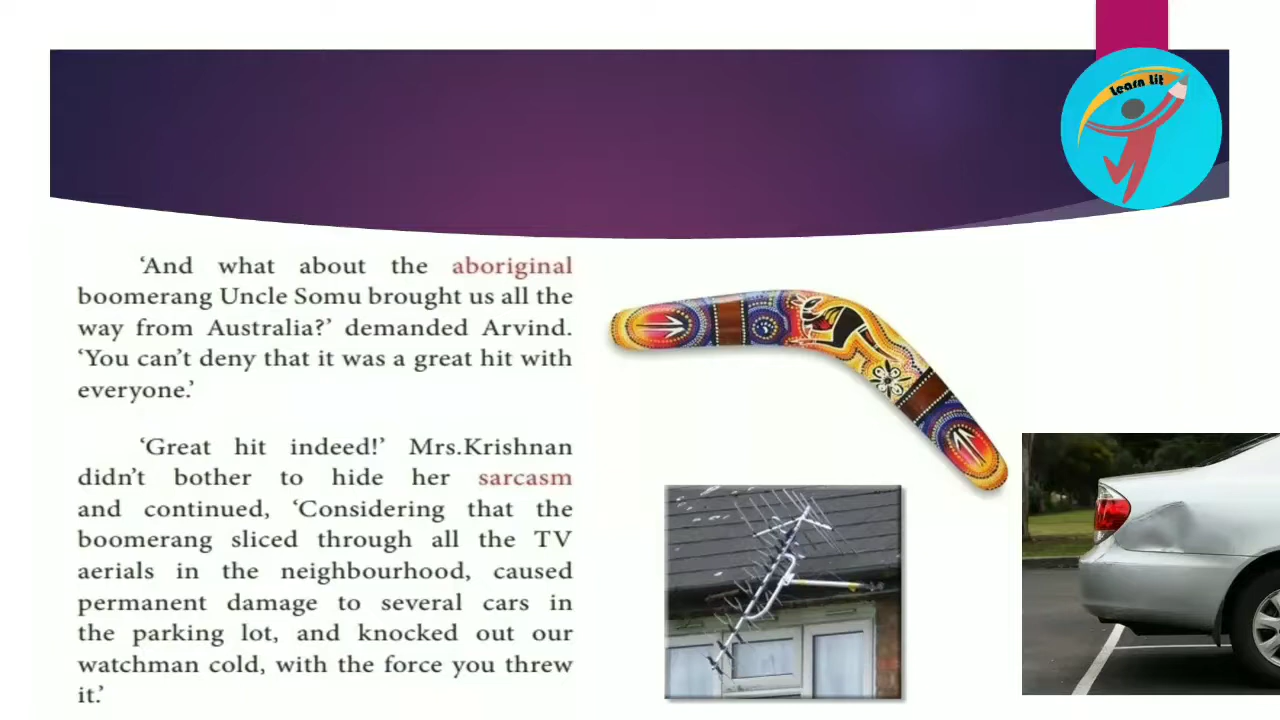 Learn Lit
‘And what about the aboriginal
boomerang Uncle Somu brought us all the
way from Australia?’ demanded Arvind.
‘You can’t deny that it was a great hit with
everyone.’
‘Great hit indeed!’ Mrs.Krishnan
didn’t bother to hide her sarcasm
and continued, ‘Considering that the
boomerang sliced through all the TV
aerials in the neighbourhood, caused
permanent damage to several cars in
the parking lot, and knocked out our
watchman cold, with the force you threw
it.’